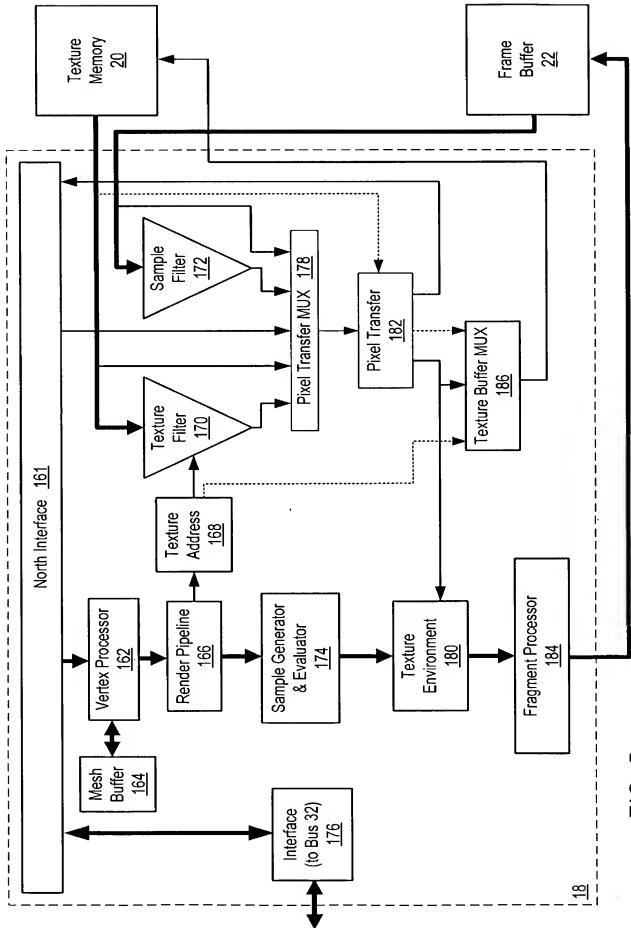 North Interface 161
Texture
Memory
20
Frame
Buffer
22
Mesh
Buffer
164
Vertex Processor
162
Render Pipeline
166
Texture
Address
168
Texture
Filter
170
Sample
Filter
172
Pixel Transfer MUX 178
Sample Generator
& Evaluator
174
Pixel Transfer
182
Interface
(to Bus 32)
176
Texture
Environment
180
Texture Buffer MUX
186
Fragment Processor
184
18